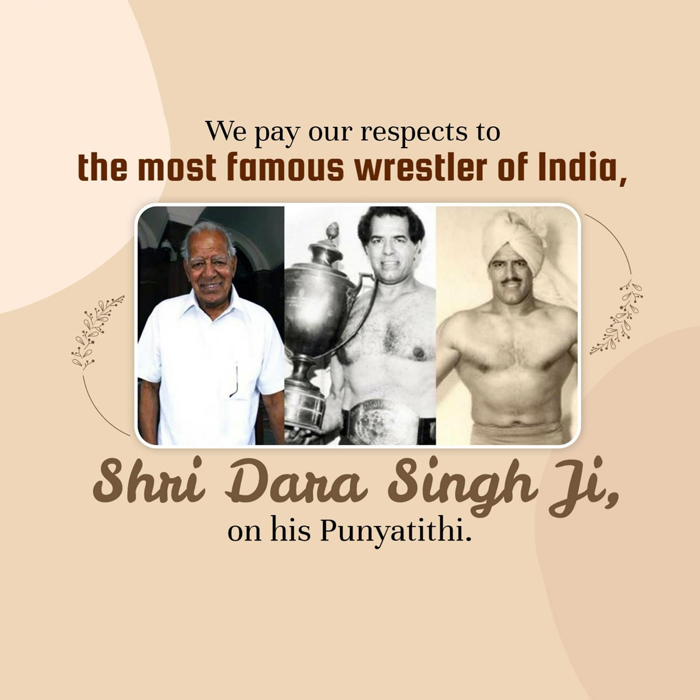 We pay our respects to
the most famous wrestler of India,
Shri Dara Singh Ji,
on his Punyatithi.